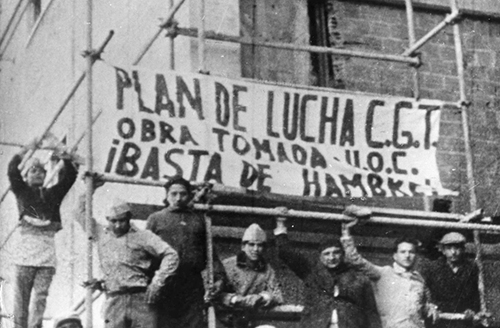 PLAN DE LUCHA C.G.T.
OBRA TOMADA-U.O.C.
¡BASTA DE HAMBRE!